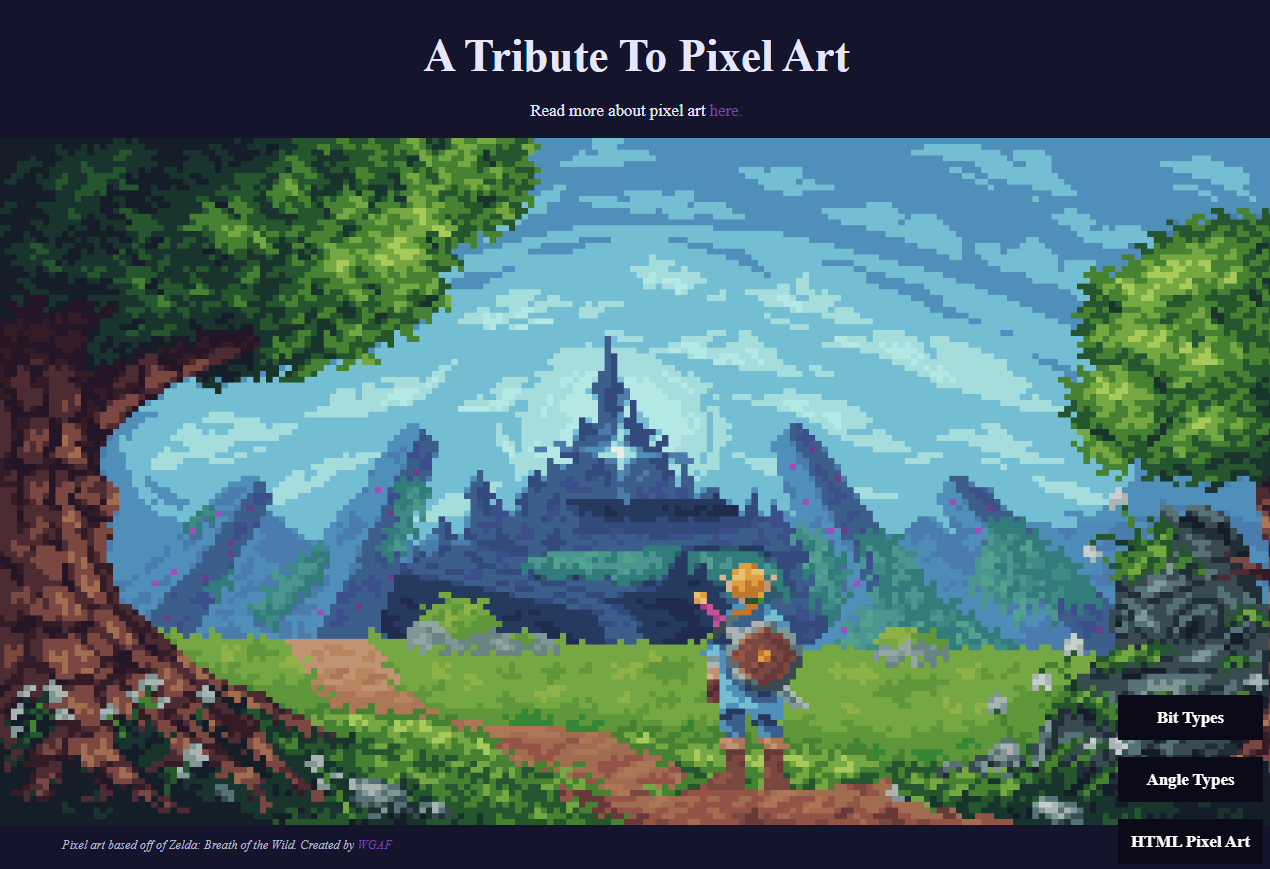 A Tribute To Pixel Art
Read more about pixel art here.
Bit Types
Angle Types
HTML Pixel Art
Pixel art based off of Zelda: Breath of the Wild. Created by WGAF